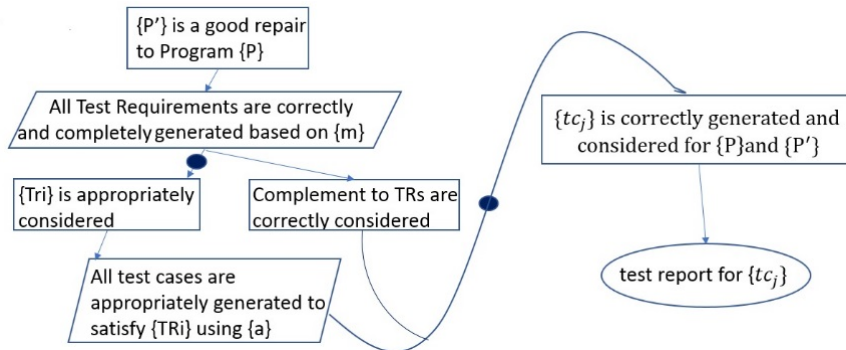 {P'} is a good repair
to Program {P}
All Test Requirements are correctly
and completely generated based on {m}
{Tri} is appropriately
considered
Complement to TRs are
correctly considered
All test cases are
appropriately generated to
satisfy {TRi} using {a}
{tcⱼ} is correctly generated and
considered for {P}and {P′}
test report for {tcⱼ}